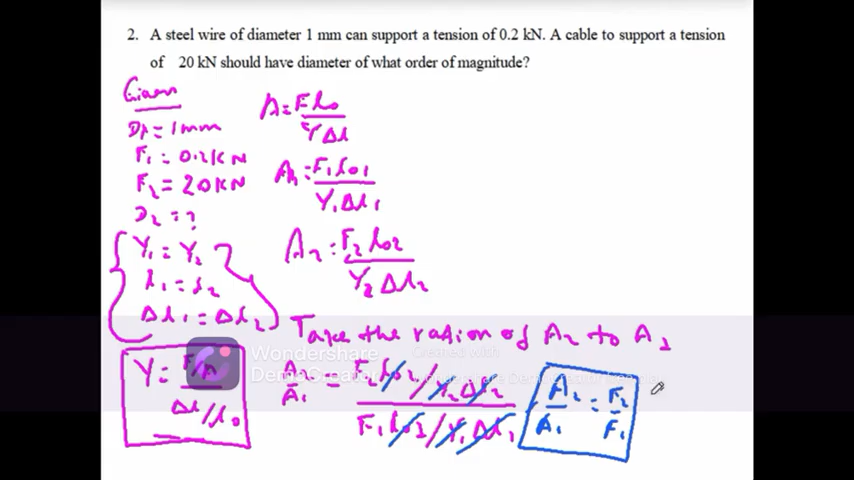 2. A steel wire of diameter 1 mm can support a tension of 0.2 kN. A cable to support a tension
of 20 kN should have diameter of what order of magnitude?
Given
D1 = 1mm
F1 = 0.2KN
F2 = 20KN
D2 = ?
Y1 = Y2
l1 = l2
Δl1 = Δl2
Y = F/A
Δl/l0
A = Fl0
YΔl
A1 = F1l01
Y1Δl1
A2 = F2l02
Y2Δl2
Take the ration of A2 to A1
A2/A1 = F2l02/Y2Δl2
F1l01/Y1Δl1
A2/A1 = F2/F1
Wondershare
DemoCreator
Created with